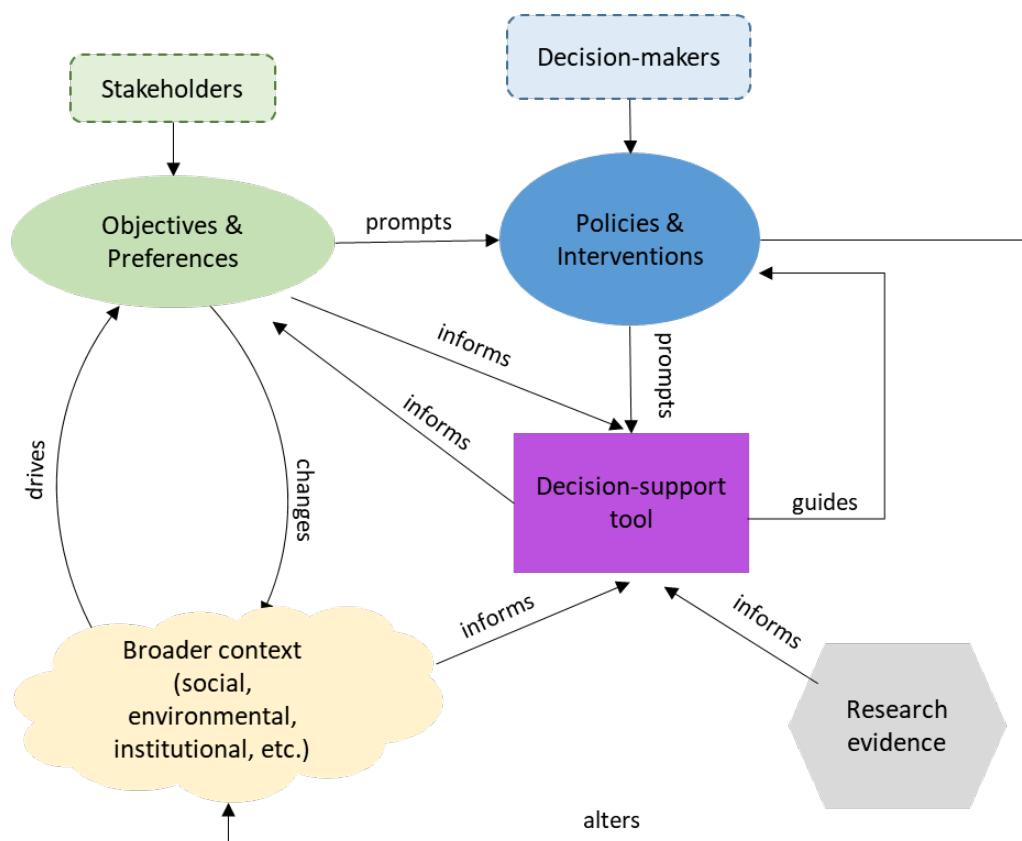 Decision-makers
Stakeholders
Objectives &
Preferences
prompts
Policies &
Interventions
informs
prompts
informs
drives
changes
Decision-support
tool
guides
informs
informs
Broader context
(social,
environmental,
institutional, etc.)
Research
evidence
alters